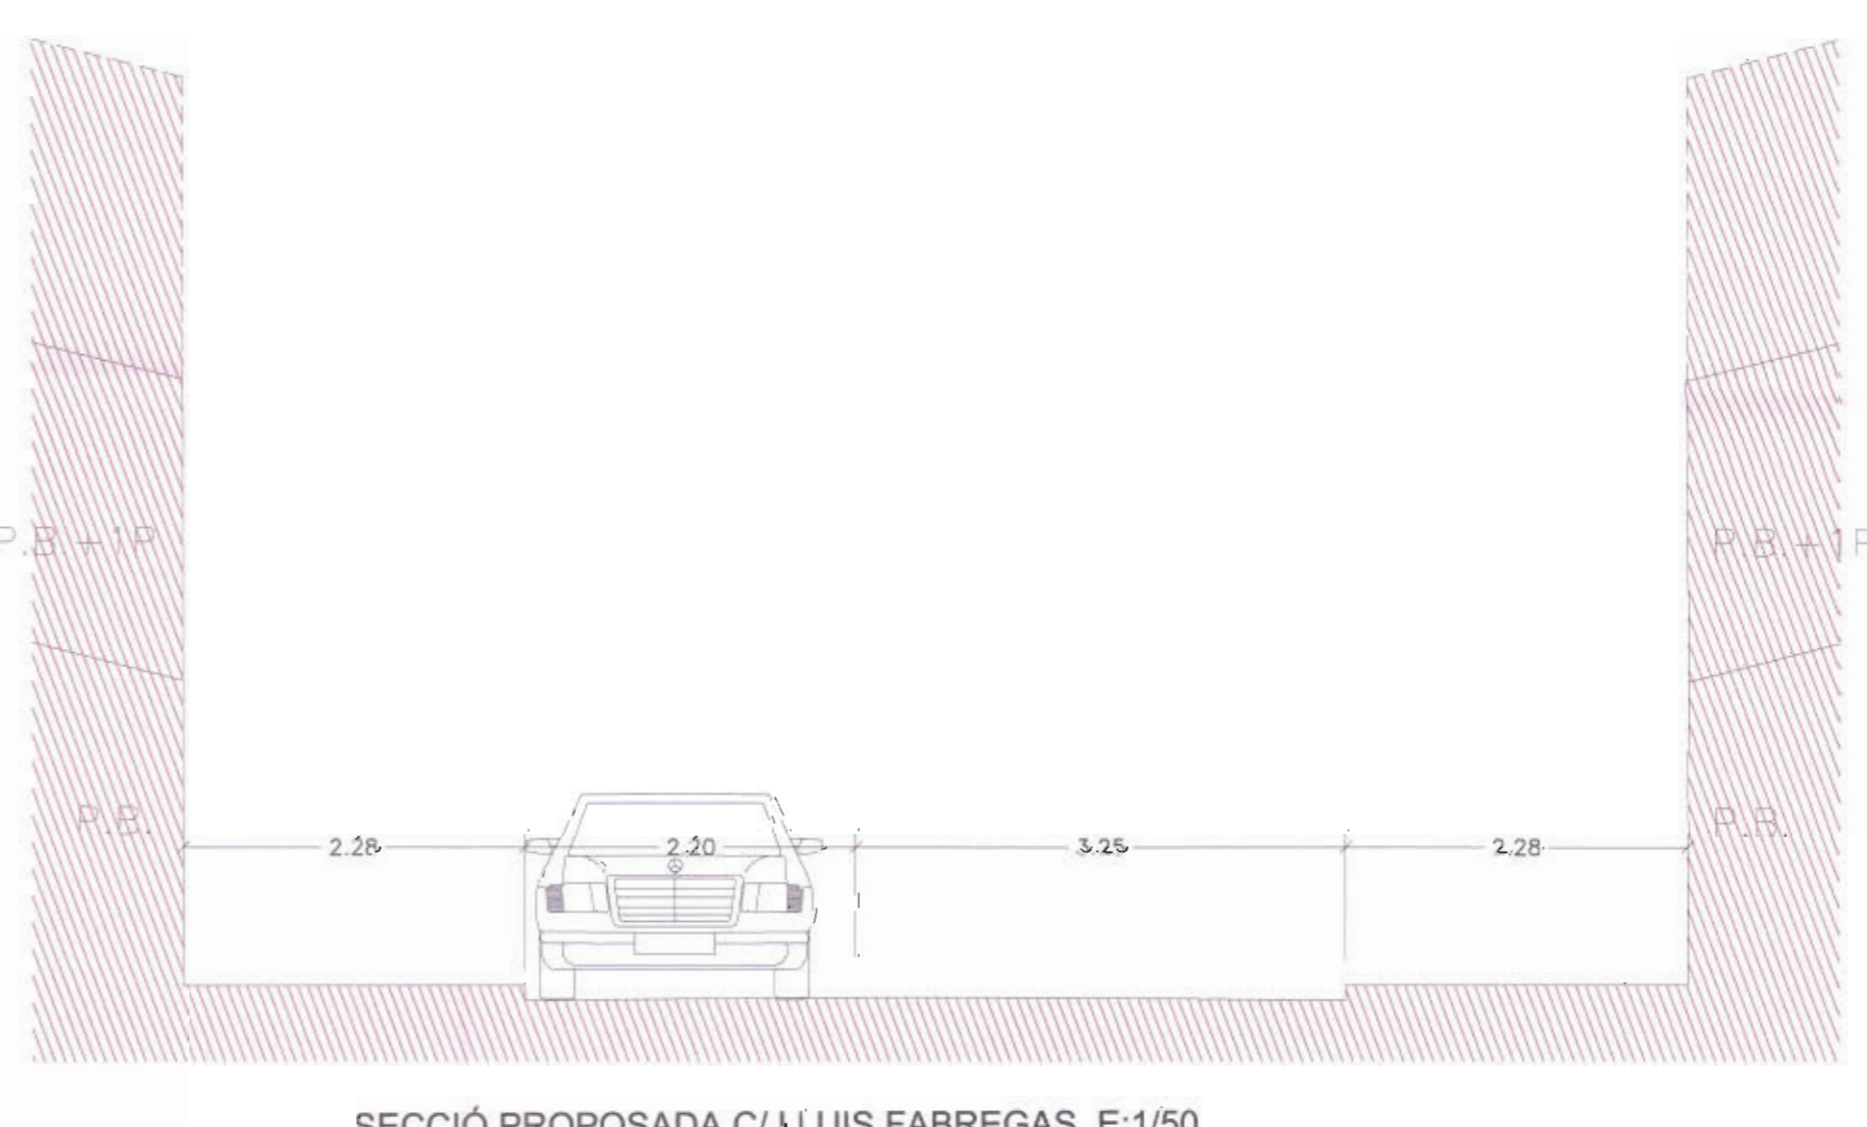 P.B.+1P
P.B.+1P
P.B.
P.B.
2.28
2.20
3.25
2.28
SECCIÓ PROPOSADA C/ LLUIS FABREGAS E:1/50